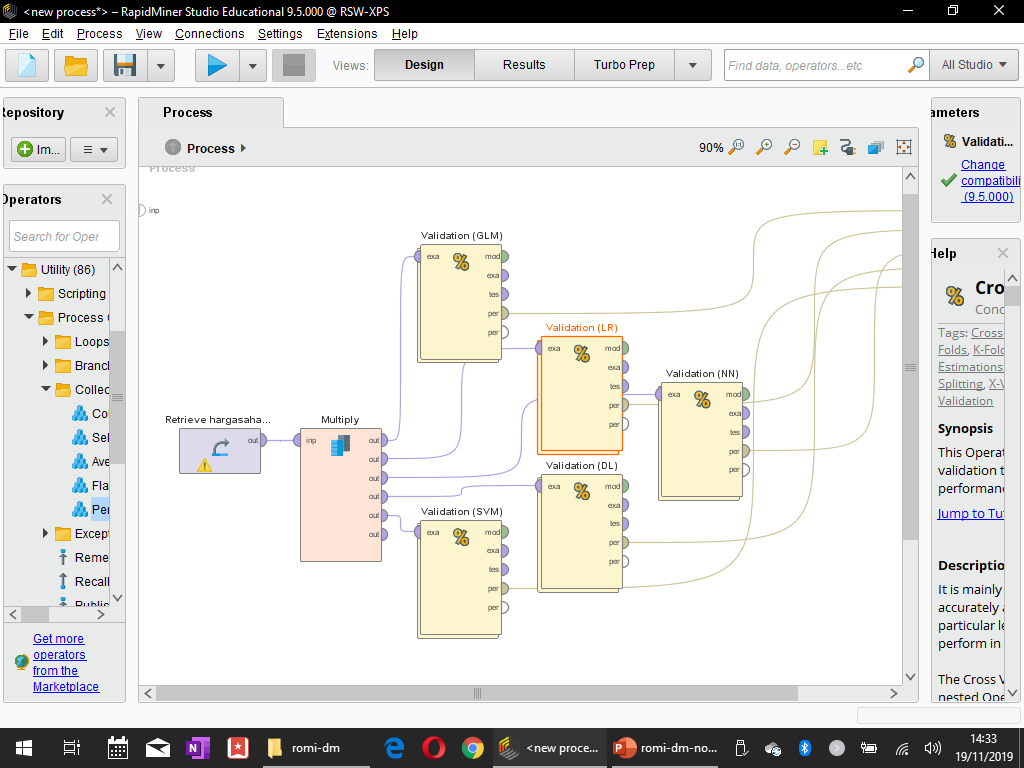 <new process*> – RapidMiner Studio Educational 9.5.000 @ RSW-XPS
File Edit Process View Connections Settings Extensions Help
Views: Design Results Turbo Prep
Find data, operators...etc
All Studio
Repository
Im...
Operators
Search for Oper
Utility (86)
Scripting
Process
Loops
Branch
Collec
Co
Sel
Ave
Fla
Per
Except
Reme
Recall
Public
Get more
operators
from the
Marketplace
Process
Process
90%
Process
inp
Validation (GLM)
exa
mod
exa
tes
per
per
Validation (LR)
exa
mod
exa
tes
per
per
Validation (NN)
exa
mod
exa
tes
per
per
Retrieve hargasaha...
out
Multiply
inp
out
out
out
out
out
out
Validation (DL)
exa
mod
exa
tes
per
per
Validation (SVM)
exa
mod
exa
tes
per
per
ameters
Validati...
Change
compatibili
(9.5.000)
Help
Cro
Conc
Tags: Cross
Folds, K-Fold
Estimations
Splitting, X-V
Validation
Synopsis
This Operat
validation t
performanc
Jump to Tut
Descriptio
It is mainly
accurately a
particular le
perform in
The Cross V
nested Ope
romi-dm
<new proce...
romi-dm-no...
14:33
19/11/2019